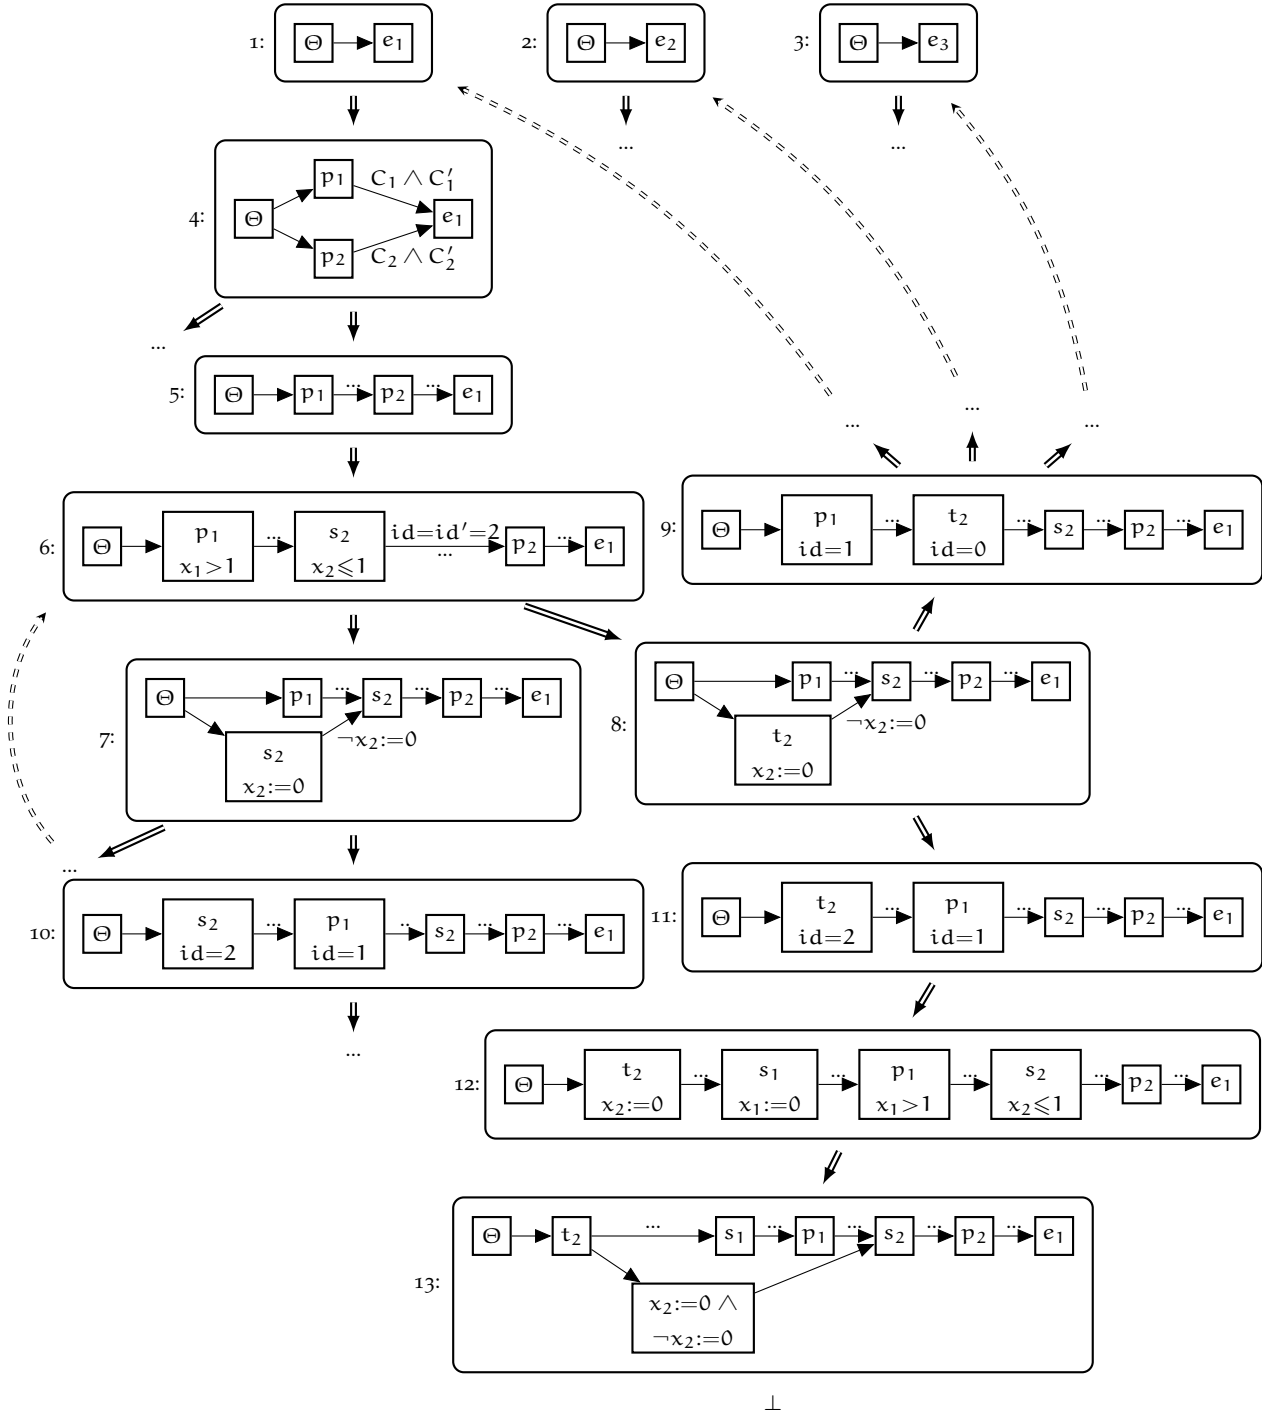 1: Θ e₁ 2: Θ e₂ 3: Θ e₃
... ...
4: Θ p₁ C₁ ∧ C₁′ e₁
p₂ C₂ ∧ C₂′
...
5: Θ p₁ ... p₂ ... e₁
... ... ...
6: Θ p₁ ... s₂ id=id′=2 p₂ ... e₁
x₁>1 x₂⩽1 ...
9: Θ p₁ ... t₂ ... s₂ ... p₂ ... e₁
id=1 id=0
7: Θ p₁ ... s₂ ... p₂ ... e₁
s₂ ¬x₂:=0
x₂:=0
8: Θ p₁ ... s₂ ... p₂ ... e₁
t₂ ¬x₂:=0
x₂:=0
...
10: Θ s₂ ... p₁ ... s₂ ... p₂ ... e₁
id=2 id=1
11: Θ t₂ ... p₁ ... s₂ ... p₂ ... e₁
id=2 id=1
...
12: Θ t₂ ... s₁ ... p₁ ... s₂ ... p₂ ... e₁
x₂:=0 x₁:=0 x₁>1 x₂⩽1
13: Θ t₂ ... s₁ ... p₁ ... s₂ ... p₂ ... e₁
x₂:=0 ∧
¬x₂:=0
⊥